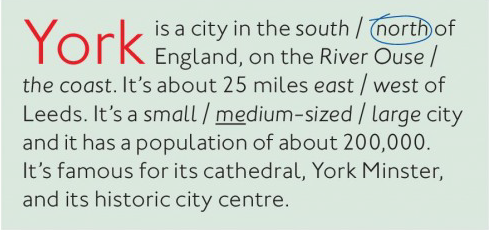 York is a city in the south / north of
England, on the River Ouse /
the coast. It's about 25 miles east / west of
Leeds. It's a small / medium-sized / large city
and it has a population of about 200,000.
It's famous for its cathedral, York Minster,
and its historic city centre.